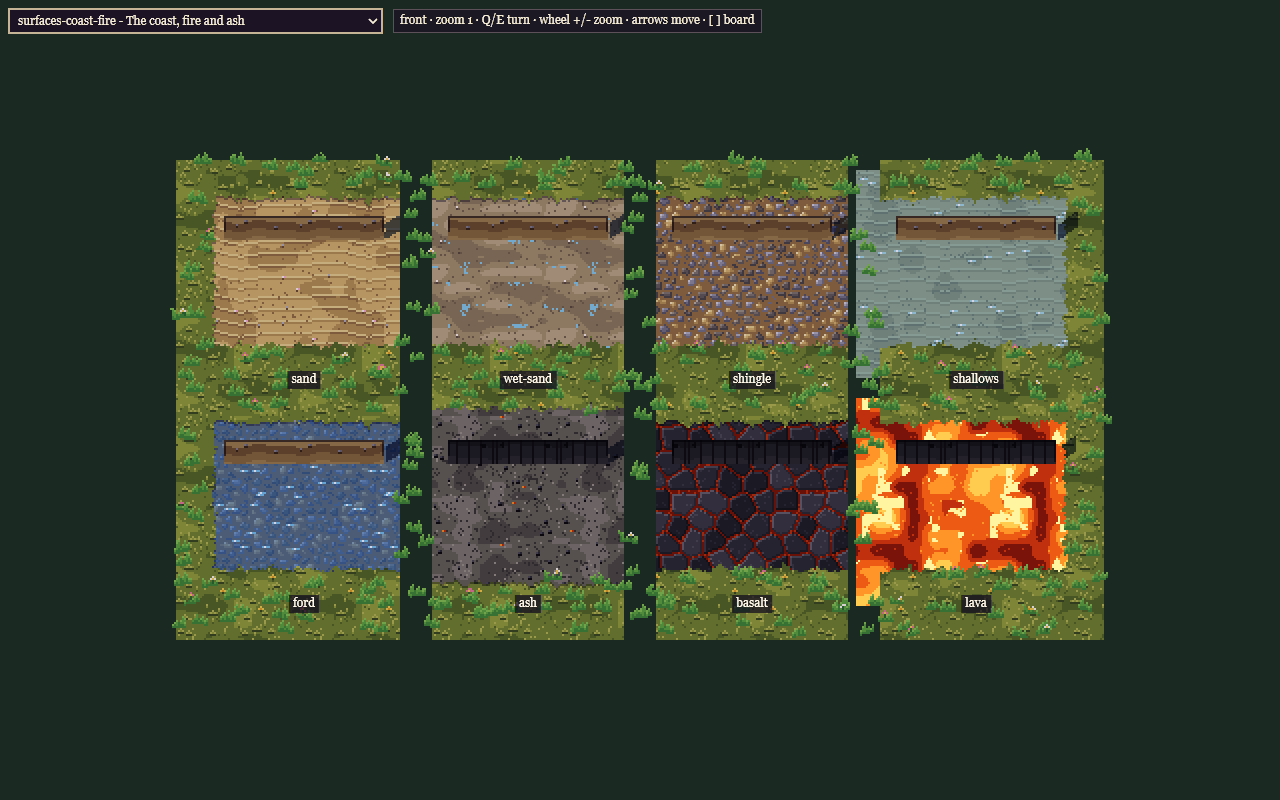 surfaces-coast-fire - The coast, fire and ash
front · zoom 1 · Q/E turn · wheel +/- zoom · arrows move · [ ] board
sand
wet-sand
shingle
shallows
ford
ash
basalt
lava